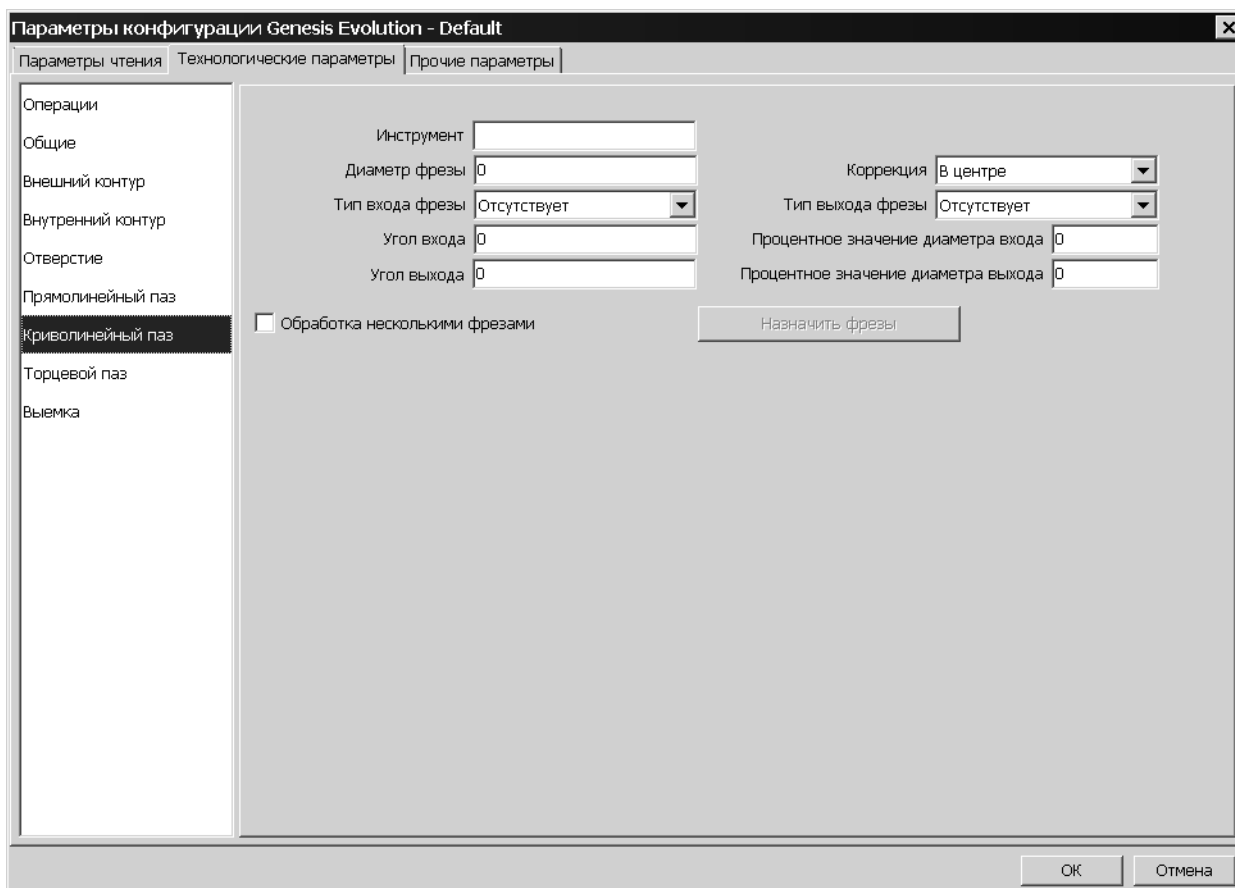 Параметры конфигурации Genesis Evolution - Default
Параметры чтения Технологические параметры Прочие параметры
Операции
Общие
Внешний контур
Внутренний контур
Отверстие
Прямолинейный паз
Криволинейный паз
Торцевой паз
Выемка
Инструмент
Диаметр фрезы 0 Коррекция В центре
Тип входа фрезы Отсутствует Тип выхода фрезы Отсутствует
Угол входа 0 Процентное значение диаметра входа 0
Угол выхода 0 Процентное значение диаметра выхода 0
Обработка несколькими фрезами Назначить фрезы
ОК Отмена